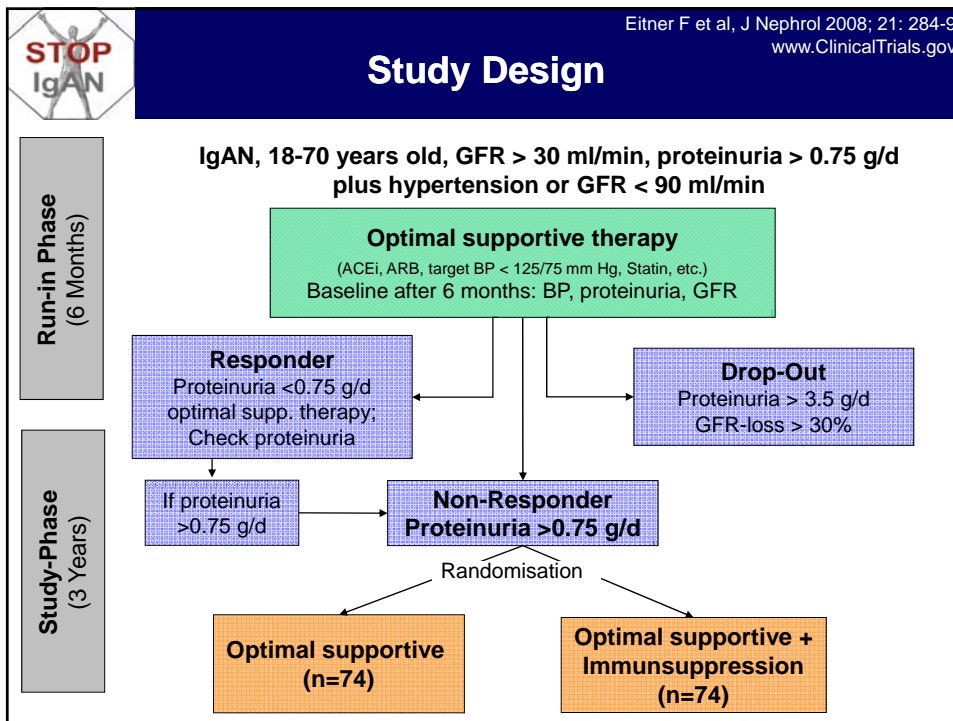 Eitner F et al, J Nephrol 2008; 21: 284-9
www.ClinicalTrials.gov
STOP
IgAN
Study Design
Run-in Phase
(6 Months)
IgAN, 18-70 years old, GFR > 30 ml/min, proteinuria > 0.75 g/d
plus hypertension or GFR < 90 ml/min
Optimal supportive therapy
(ACEi, ARB, target BP < 125/75 mm Hg, Statin, etc.)
Baseline after 6 months: BP, proteinuria, GFR
Responder
Proteinuria <0.75 g/d
optimal supp. therapy;
Check proteinuria
Drop-Out
Proteinuria > 3.5 g/d
GFR-loss > 30%
Study-Phase
(3 Years)
If proteinuria
>0.75 g/d
Non-Responder
Proteinuria >0.75 g/d
Randomisation
Optimal supportive
(n=74)
Optimal supportive +
Immunsuppression
(n=74)